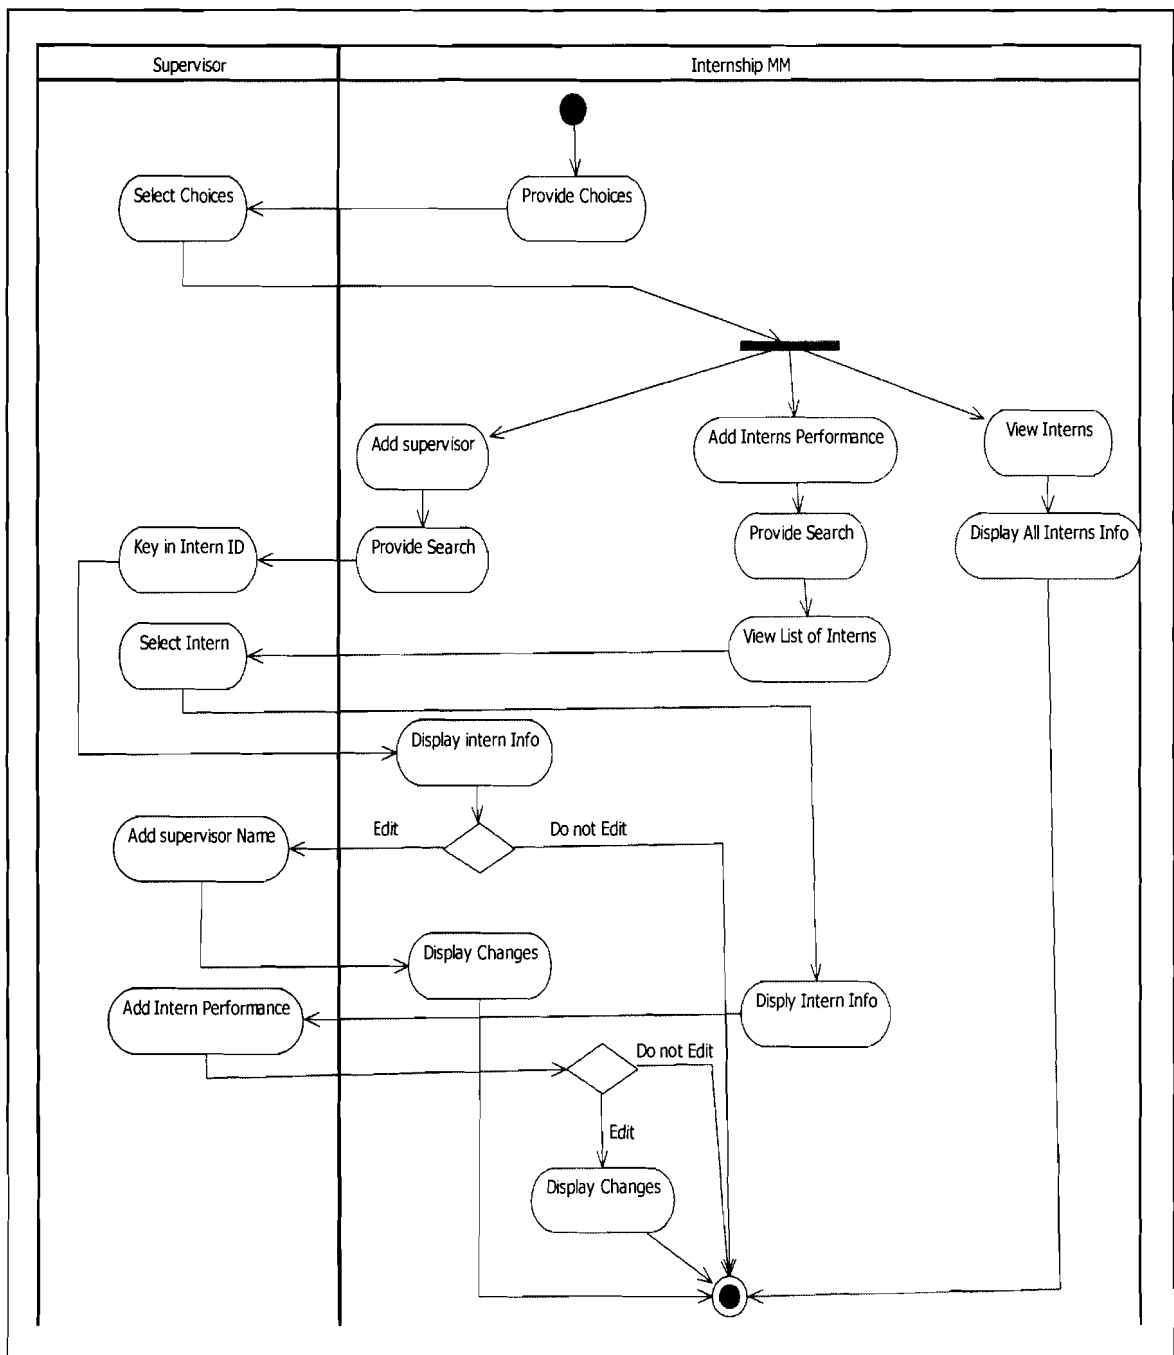 Supervisor
Internship MM
Select Choices
Provide Choices
Add supervisor
Add Interns Performance
View Interns
Key in Intern ID
Provide Search
Provide Search
Display All Interns Info
Select Intern
View List of Interns
Display intern Info
Add supervisor Name
Edit
Do not Edit
Display Changes
Add Intern Performance
Disply Intern Info
Do not Edit
Edit
Display Changes